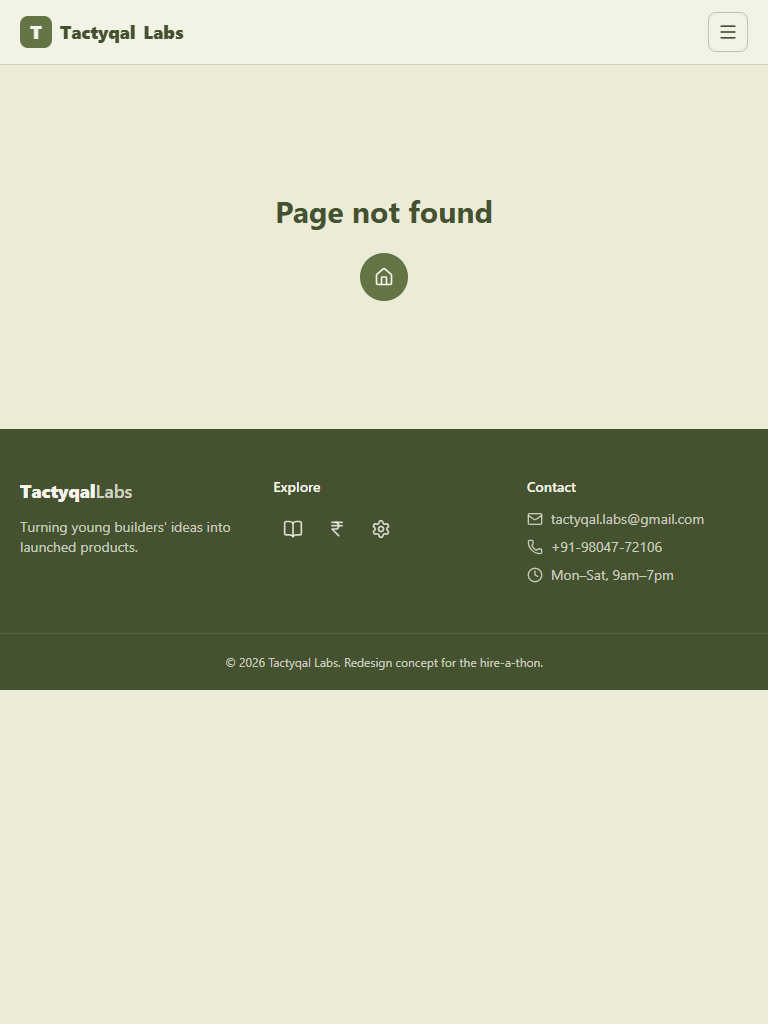 T Tactyqal Labs
Page not found
TactyqalLabs
Turning young builders' ideas into
launched products.
Explore
₹
Contact
tactyqal.labs@gmail.com
+91-98047-72106
Mon–Sat, 9am–7pm
© 2026 Tactyqal Labs. Redesign concept for the hire-a-thon.